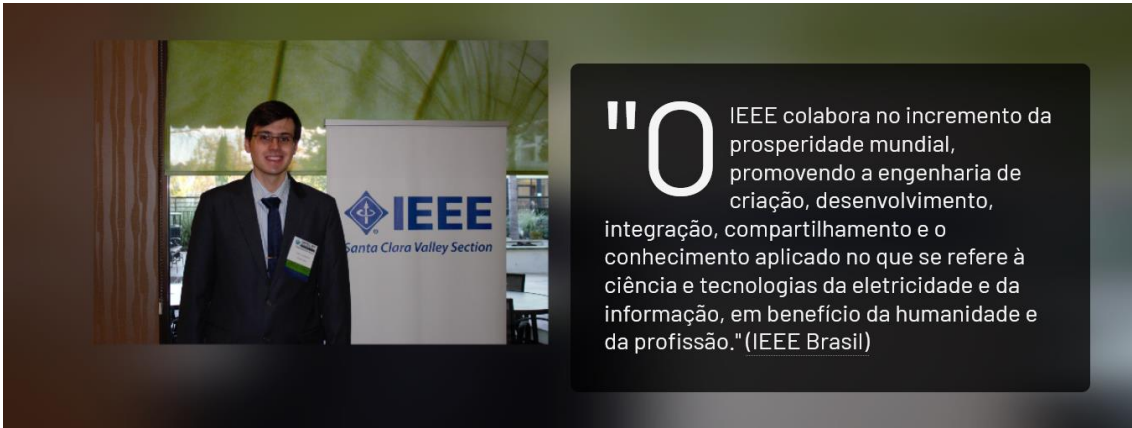 IEEE
Santa Clara Valley Section
"O IEEE colabora no incremento da
prosperidade mundial,
promovendo a engenharia de
criação, desenvolvimento,
integração, compartilhamento e o
conhecimento aplicado no que se refere à
ciência e tecnologias da eletricidade e da
informação, em benefício da humanidade e
da profissão." (IEEE Brasil)